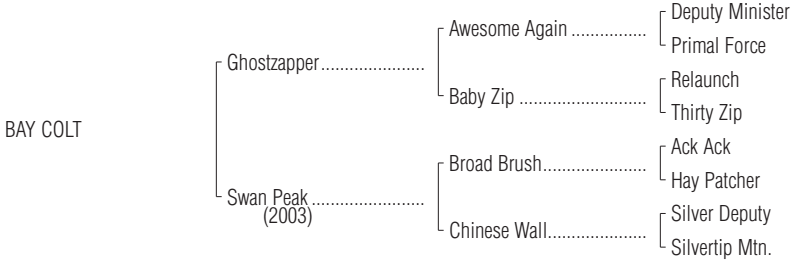 Deputy Minister
Awesome Again ................
Primal Force
Ghostzapper......................
Relaunch
Baby Zip ...........................
Thirty Zip
BAY COLT
Ack Ack
Broad Brush......................
Hay Patcher
Swan Peak ........................
(2003)
Silver Deputy
Chinese Wall.....................
Silvertip Mtn.